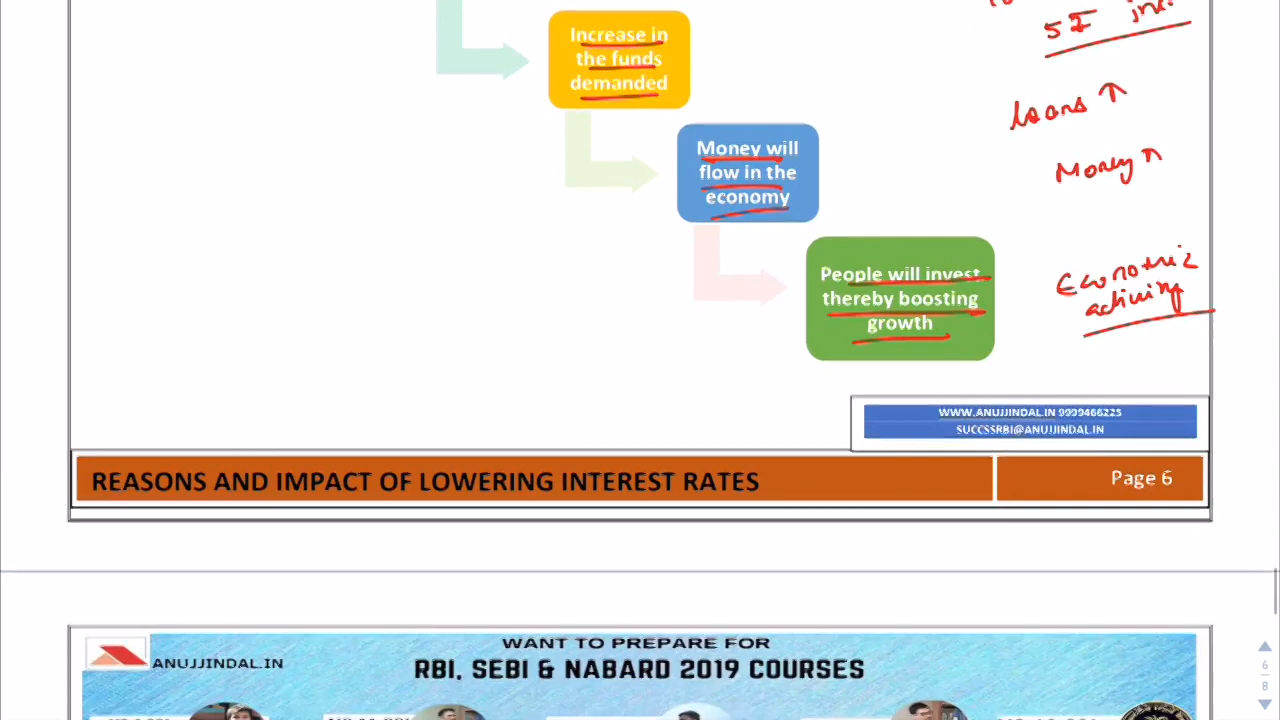 Increase in
the funds
demanded
Money will
flow in the
economy
People will invest
thereby boosting
growth
loans ↑
Money ↑
Economic
WWW.ANUJJINDAL.IN 9999466225
SUCCSSRBI@ANUJJINDAL.IN
REASONS AND IMPACT OF LOWERING INTEREST RATES
Page 6
WANT TO PREPARE FOR
ANUJJINDAL.IN
RBI, SEBI & NABARD 2019 COURSES
6
8